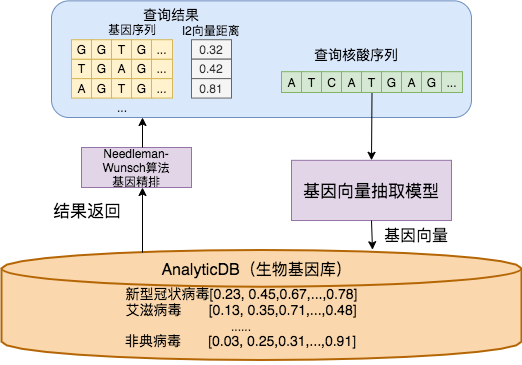 查询结果
基因序列
l2向量距离
G G T G ...
0.32
T G A G ...
0.42
A G T G ...
0.81
...
查询核酸序列
A T C A T G A G ...
Needleman-
Wunsch算法
基因精排
基因向量抽取模型
结果返回
基因向量
AnalyticDB（生物基因库）
新型冠状病毒[0.23, 0.45,0.67,...,0.78]
艾滋病毒 [0.13, 0.35,0.71,...,0.48]
......
非典病毒 [0.03, 0.25,0.31,...,0.91]